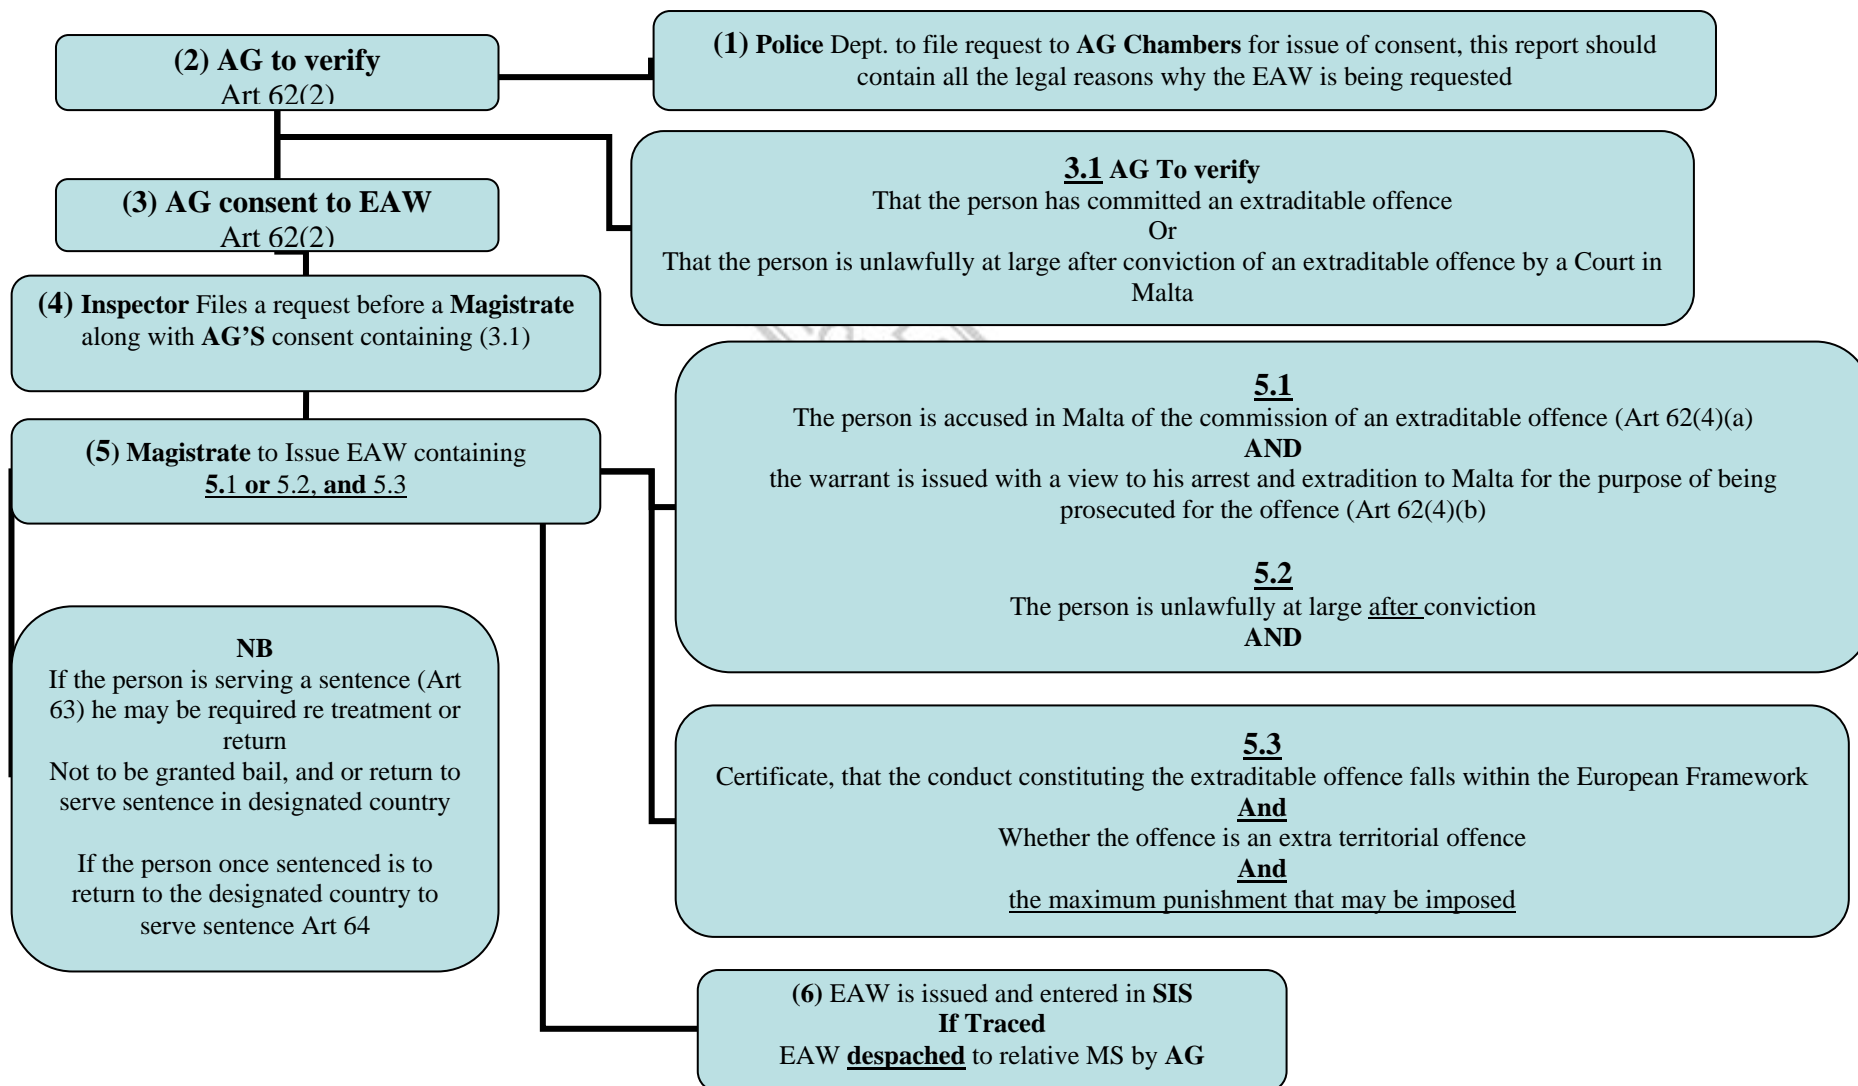 (1) Police Dept. to file request to AG Chambers for issue of consent, this report should
contain all the legal reasons why the EAW is being requested
(2) AG to verify
Art 62(2)
3.1 AG To verify
That the person has committed an extraditable offence
Or
That the person is unlawfully at large after conviction of an extraditable offence by a Court in
Malta
(3) AG consent to EAW
Art 62(2)
(4) Inspector Files a request before a Magistrate
along with AG'S consent containing (3.1)
(5) Magistrate to Issue EAW containing
5.1 or 5.2, and 5.3
5.1
The person is accused in Malta of the commission of an extraditable offence (Art 62(4)(a)
AND
the warrant is issued with a view to his arrest and extradition to Malta for the purpose of being
prosecuted for the offence (Art 62(4)(b)
5.2
The person is unlawfully at large after conviction
AND
5.3
Certificate, that the conduct constituting the extraditable offence falls within the European Framework
And
Whether the offence is an extra territorial offence
And
the maximum punishment that may be imposed
NB
If the person is serving a sentence (Art
63) he may be required re treatment or
return
Not to be granted bail, and or return to
serve sentence in designated country
If the person once sentenced is to
return to the designated country to
serve sentence Art 64
(6) EAW is issued and entered in SIS
If Traced
EAW despached to relative MS by AG